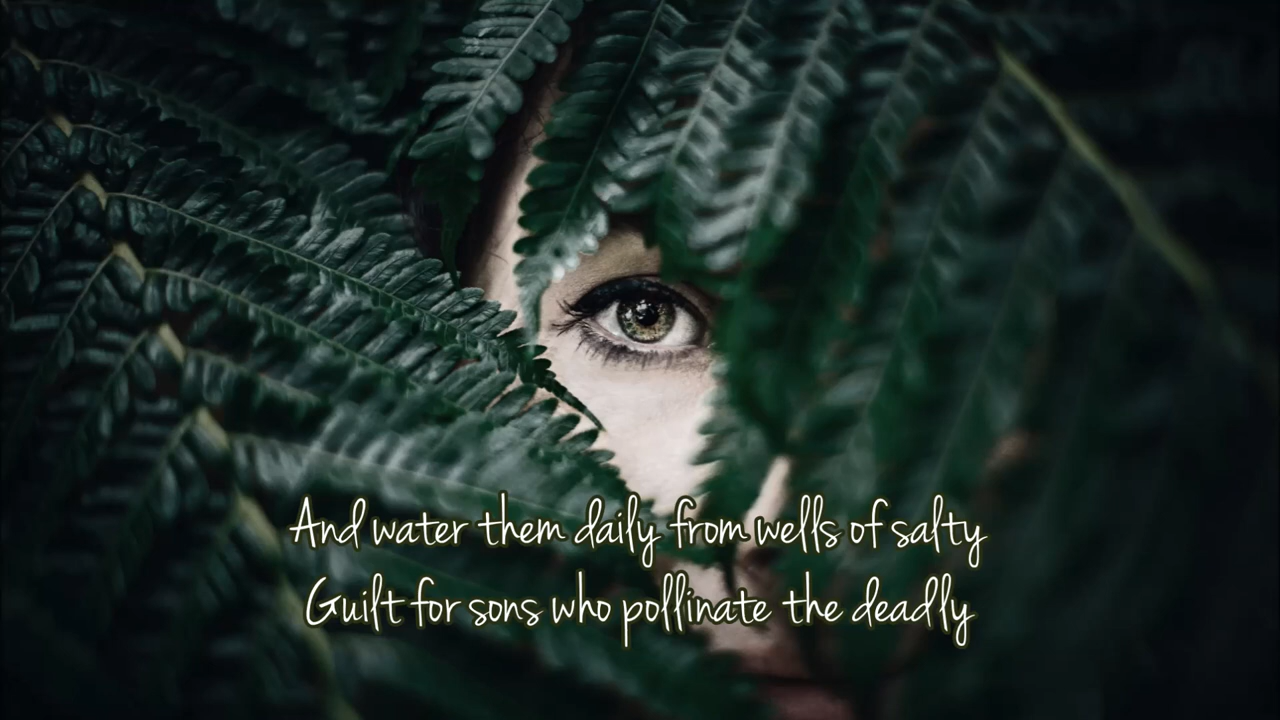 And water them daily from wells of salty
Guilt for sons who pollinate the deadly